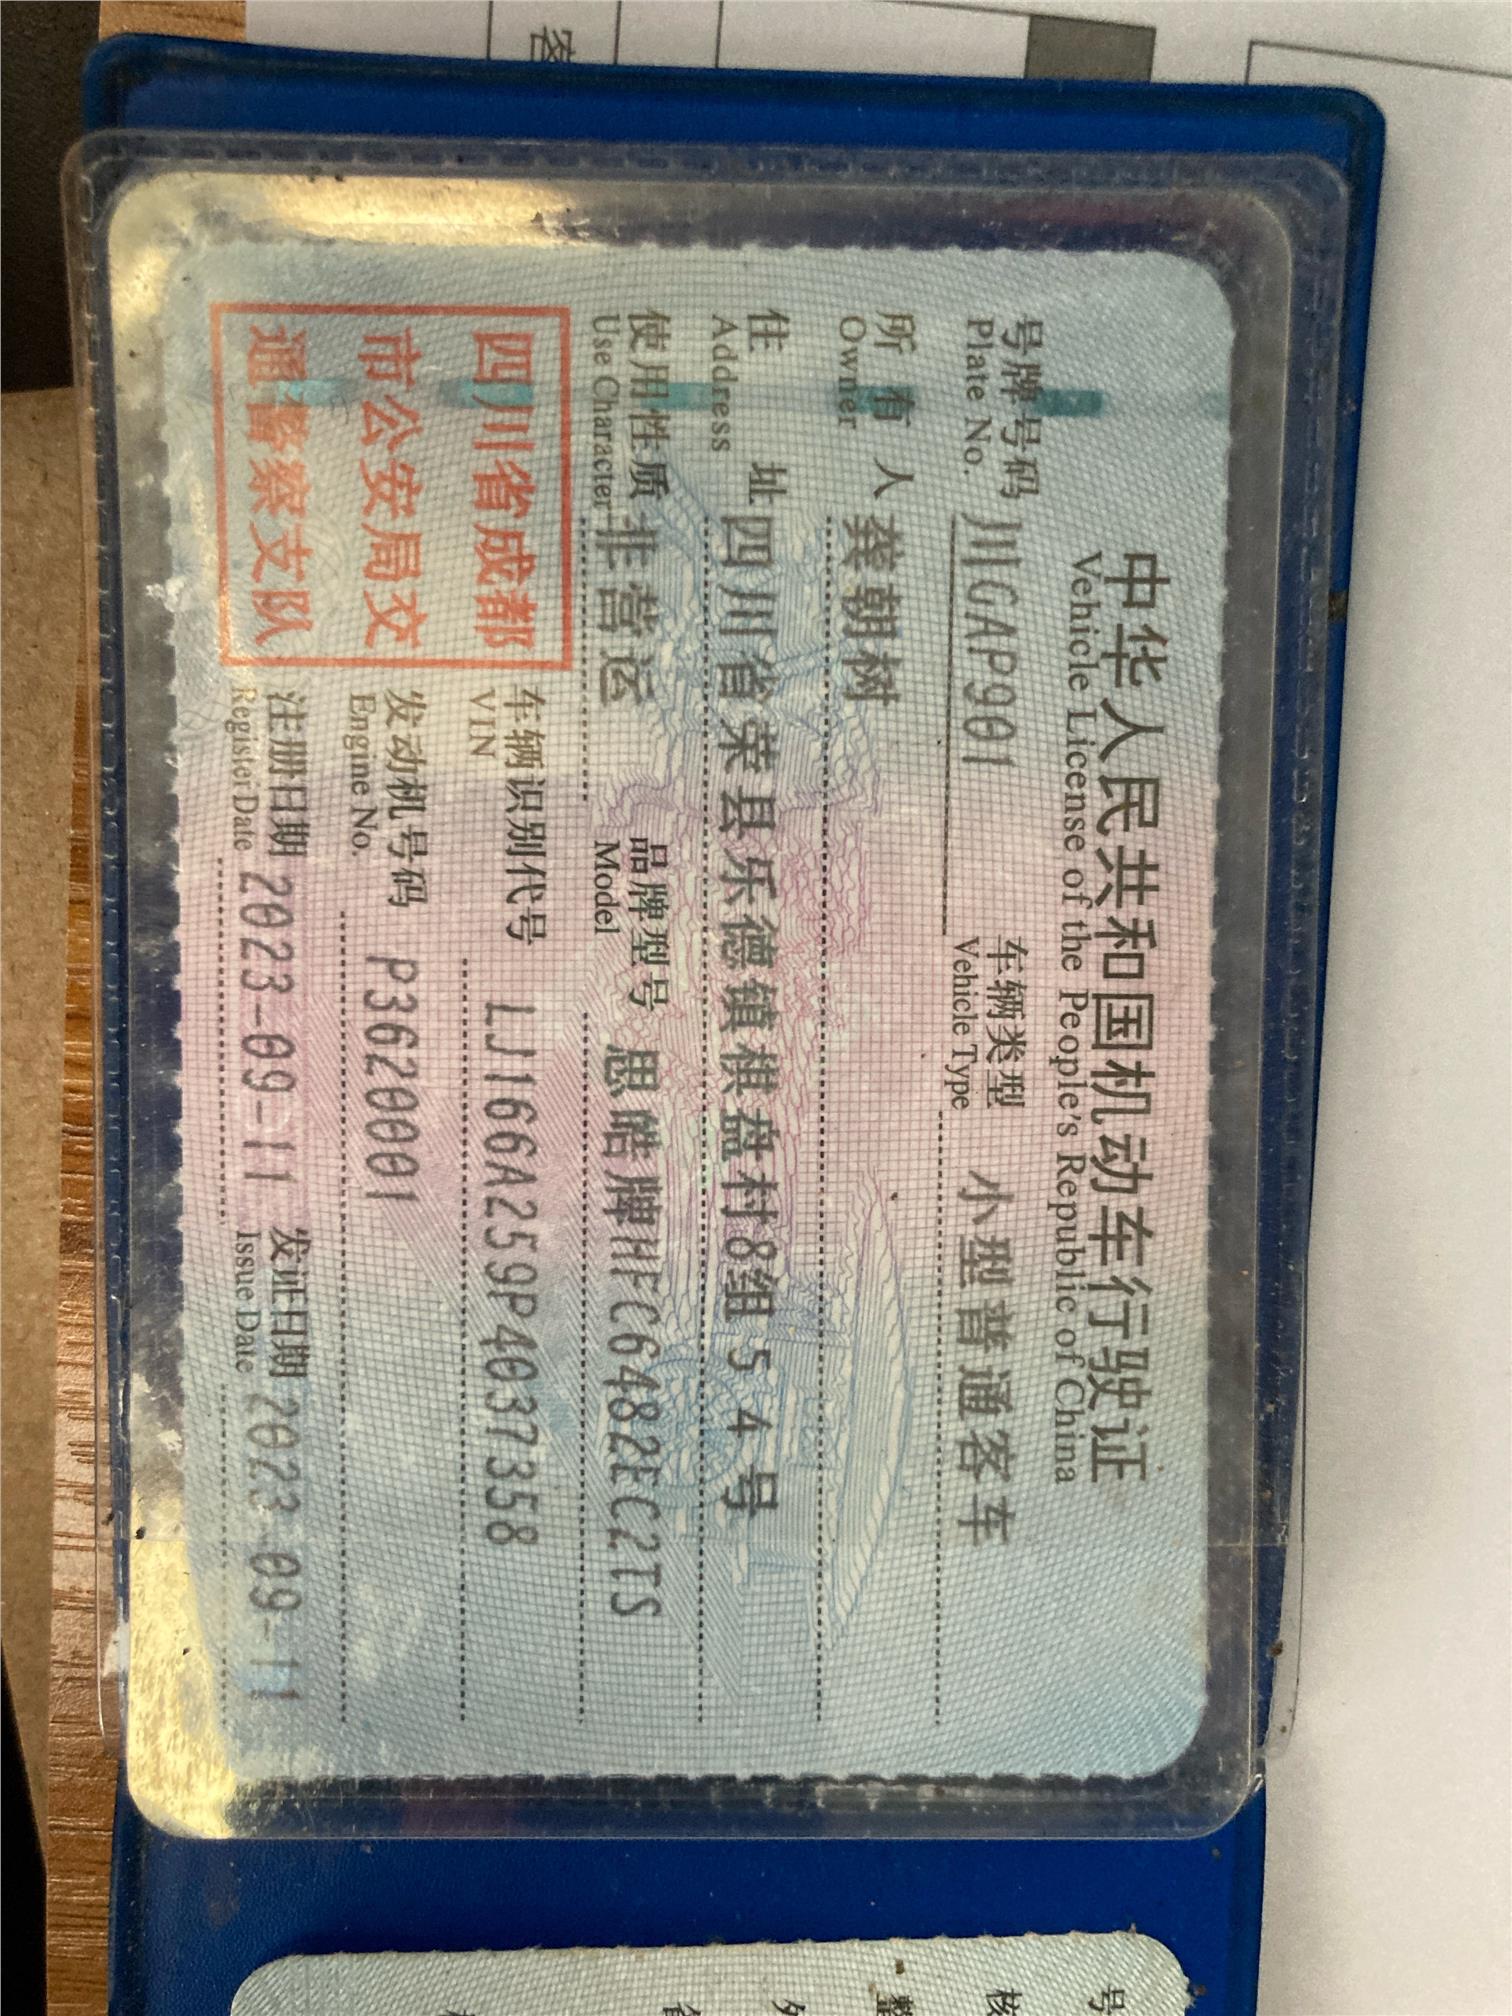 中华人民共和国机动车行驶证
Vehicle License of the People's Republic of China
号牌号码 川GAP901 车辆类型 小型普通客车
Plate No. Vehicle Type
所有人 龚朝树
Owner
住址 四川省荣县乐德镇棋盘村8组54号
Address
使用性质 非营运 品牌型号 思皓牌HFC6482EC2TS
Use Character Model
四川省成都
市公安局交
通警察支队
车辆识别代号 LJ166A259P4037358
VIN
发动机号码 P3620001
Engine No.
注册日期 2023-09-11 发证日期 2023-09-11
Register Date Issue Date
客
号
核
整